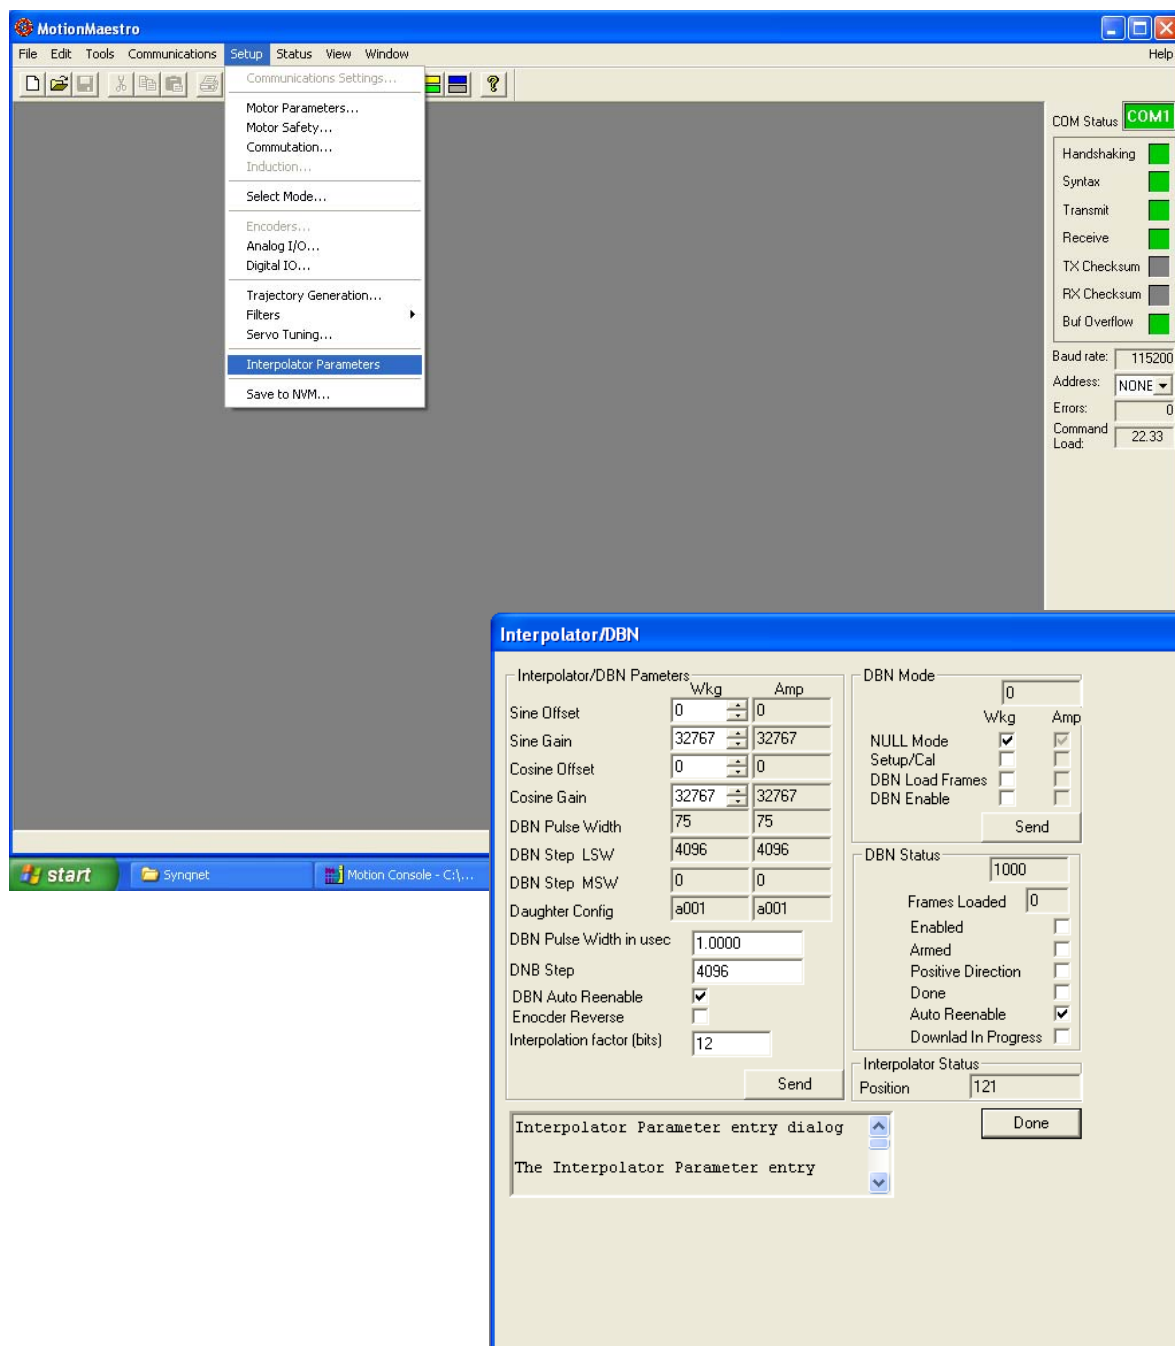 MotionMaestro
File Edit Tools Communications Setup Status View Window Help
Communications Settings...
Motor Parameters...
Motor Safety...
Commutation...
Induction...
Select Mode...
Encoders...
Analog I/O...
Digital IO...
Trajectory Generation...
Filters
Servo Tuning...
Interpolator Parameters
Save to NVM...
COM Status COM1
Handshaking
Syntax
Transmit
Receive
TX Checksum
RX Checksum
Buf Overflow
Baud rate: 115200
Address: NONE
Errors: 0
Command Load: 22.33
start Synqnet Motion Console - C:\...
Interpolator/DBN
Interpolator/DBN Pameters
Wkg Amp
Sine Offset 0 0
Sine Gain 32767 32767
Cosine Offset 0 0
Cosine Gain 32767 32767
DBN Pulse Width 75 75
DBN Step LSW 4096 4096
DBN Step MSW 0 0
Daughter Config a001 a001
DBN Pulse Width in usec 1.0000
DNB Step 4096
DBN Auto Reenable
Enocder Reverse
Interpolation factor (bits) 12
Send
DBN Mode
0
Wkg Amp
NULL Mode
Setup/Cal
DBN Load Frames
DBN Enable
Send
DBN Status
1000
Frames Loaded 0
Enabled
Armed
Positive Direction
Done
Auto Reenable
Downlad In Progress
Interpolator Status
Position 121
Interpolator Parameter entry dialog
The Interpolator Parameter entry
Done